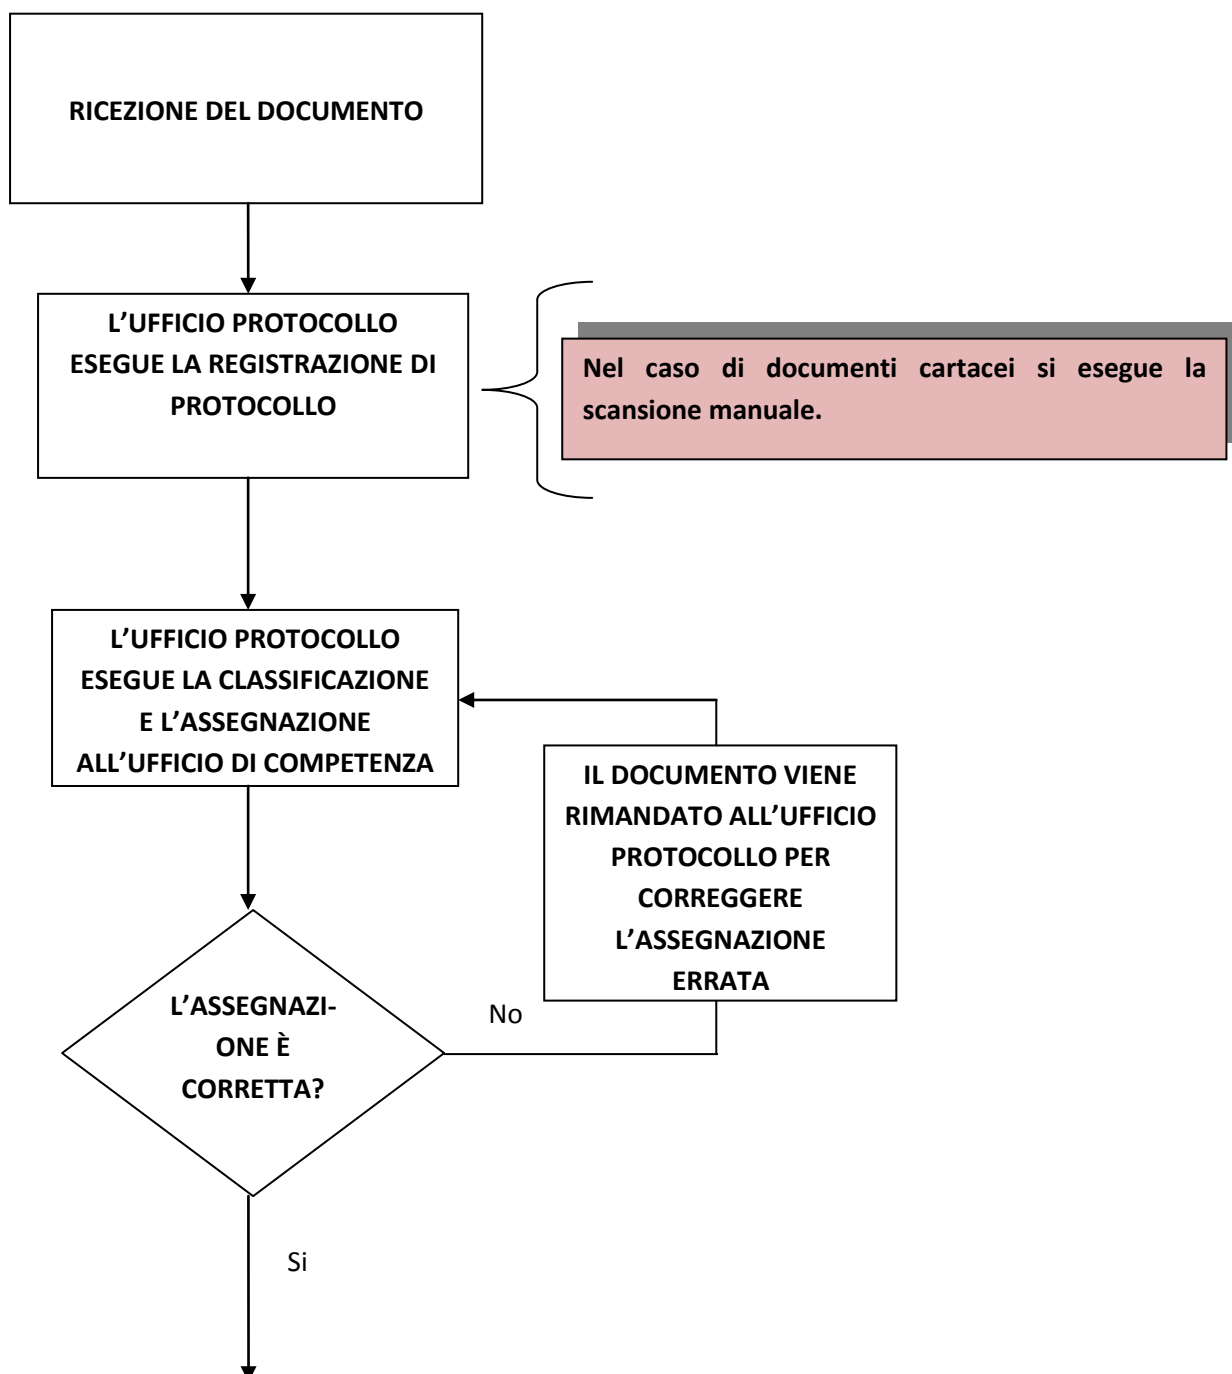 RICEZIONE DEL DOCUMENTO
L'UFFICIO PROTOCOLLO
ESEGUE LA REGISTRAZIONE DI
PROTOCOLLO
Nel caso di documenti cartacei si esegue la
scansione manuale.
L'UFFICIO PROTOCOLLO
ESEGUE LA CLASSIFICAZIONE
E L'ASSEGNAZIONE
ALL'UFFICIO DI COMPETENZA
IL DOCUMENTO VIENE
RIMANDATO ALL'UFFICIO
PROTOCOLLO PER
CORREGGERE
L'ASSEGNAZIONE
ERRATA
L'ASSEGNAZI-
ONE È
CORRETTA?
No
Si